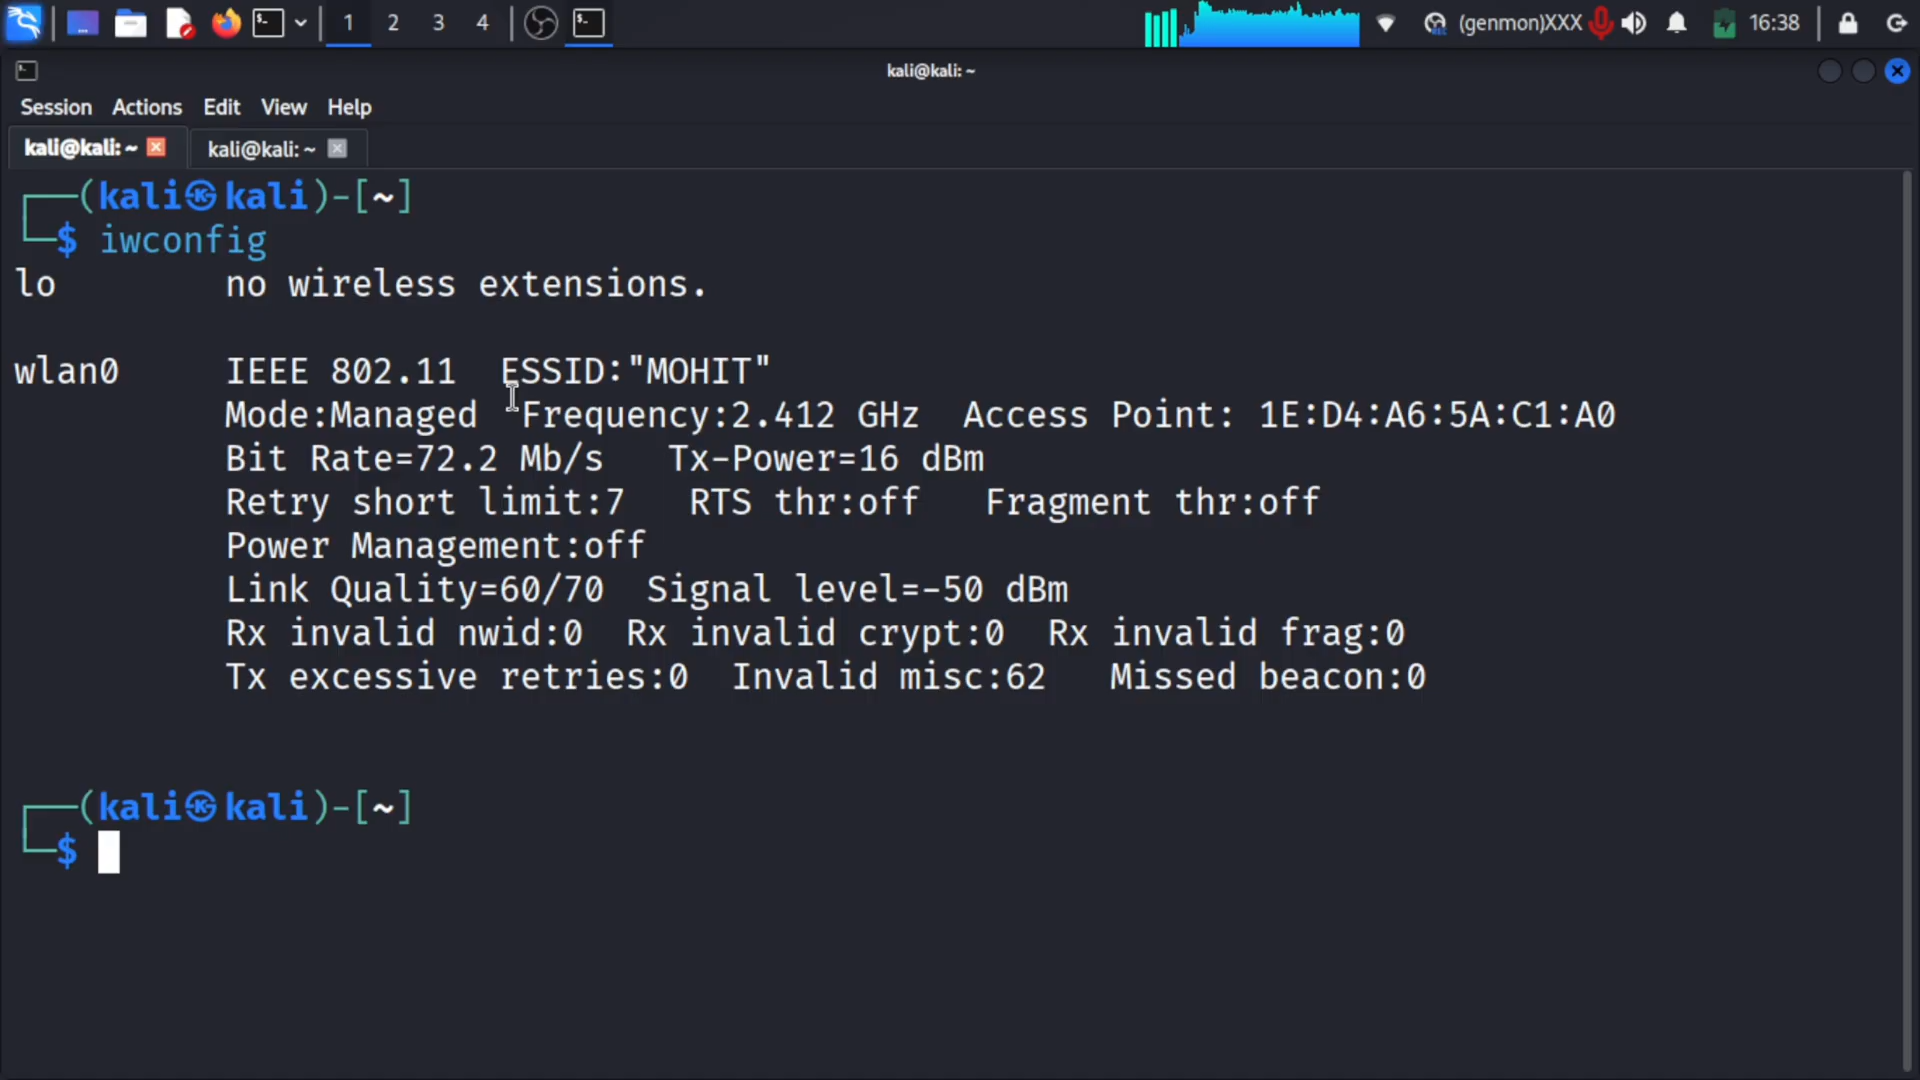 1 2 3 4 (genmon)XXX 16:38
kali@kali: ~
Session Actions Edit View Help
kali@kali: ~ kali@kali: ~
(kali㉿kali)-[~]
$ iwconfig
lo no wireless extensions.
wlan0 IEEE 802.11 ESSID:"MOHIT"
Mode:Managed Frequency:2.412 GHz Access Point: 1E:D4:A6:5A:C1:A0
Bit Rate=72.2 Mb/s Tx-Power=16 dBm
Retry short limit:7 RTS thr:off Fragment thr:off
Power Management:off
Link Quality=60/70 Signal level=-50 dBm
Rx invalid nwid:0 Rx invalid crypt:0 Rx invalid frag:0
Tx excessive retries:0 Invalid misc:62 Missed beacon:0
(kali㉿kali)-[~]
$